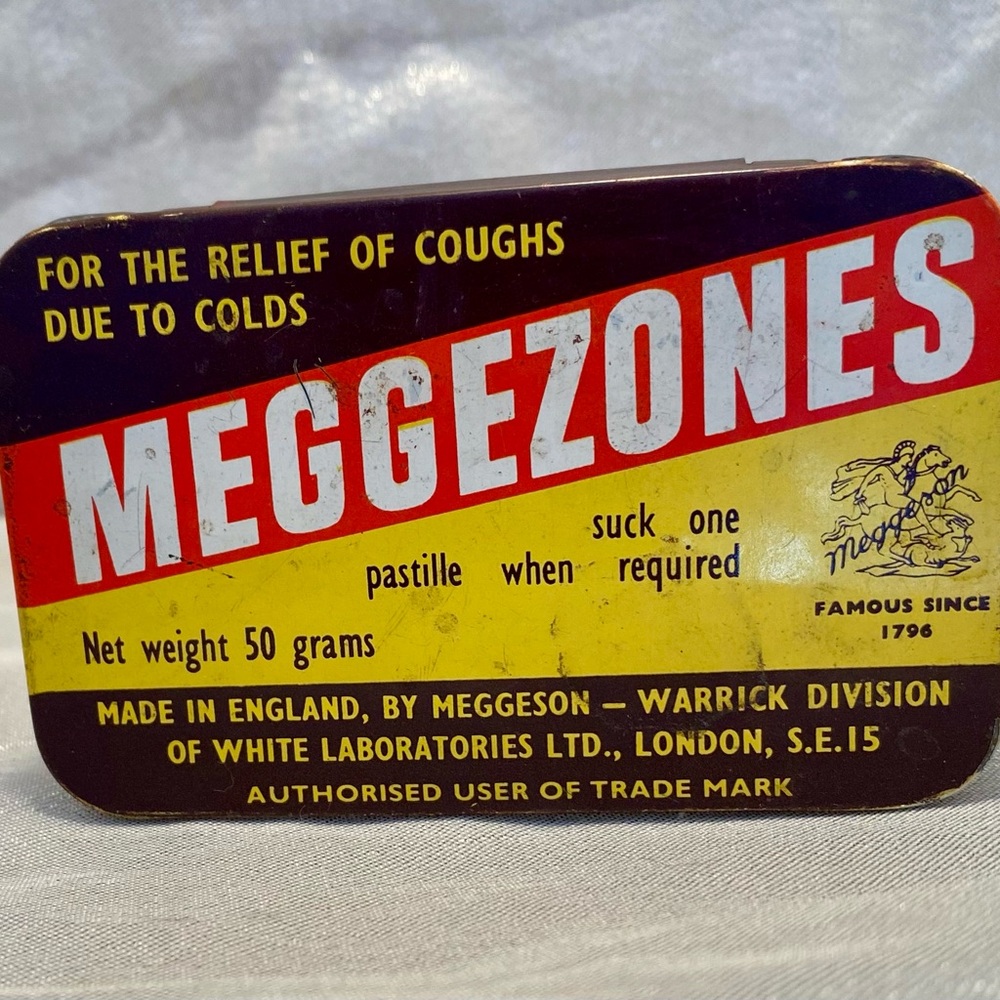 FOR THE RELIEF OF COUGHS
DUE TO COLDS
MEGGEZONES
suck one
pastille when required
Meggeson
FAMOUS SINCE
1796
Net weight 50 grams
MADE IN ENGLAND, BY MEGGESON – WARRICK DIVISION
OF WHITE LABORATORIES LTD., LONDON, S.E.15
AUTHORISED USER OF TRADE MARK